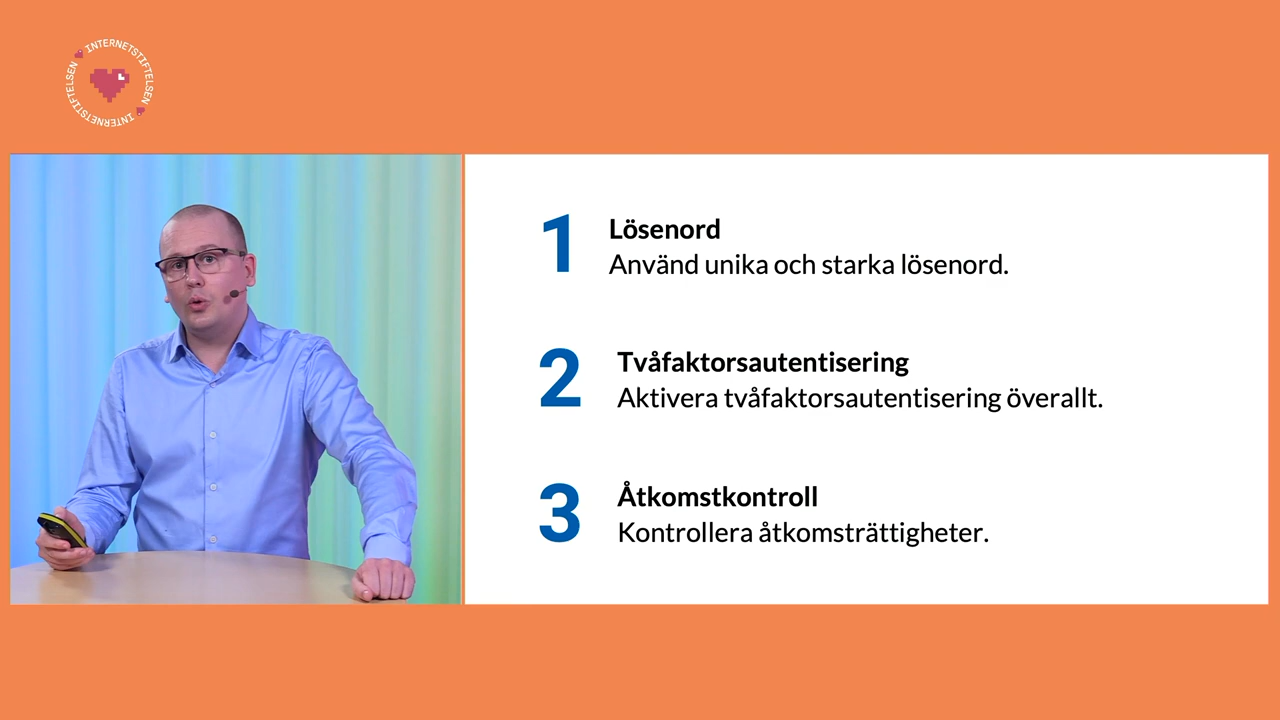 INTERNETSTIFTELSEN
INTERNETSTIFTELSEN
1
Lösenord
Använd unika och starka lösenord.
2
Tvåfaktorsautentisering
Aktivera tvåfaktorsautentisering överallt.
3
Åtkomstkontroll
Kontrollera åtkomsträttigheter.